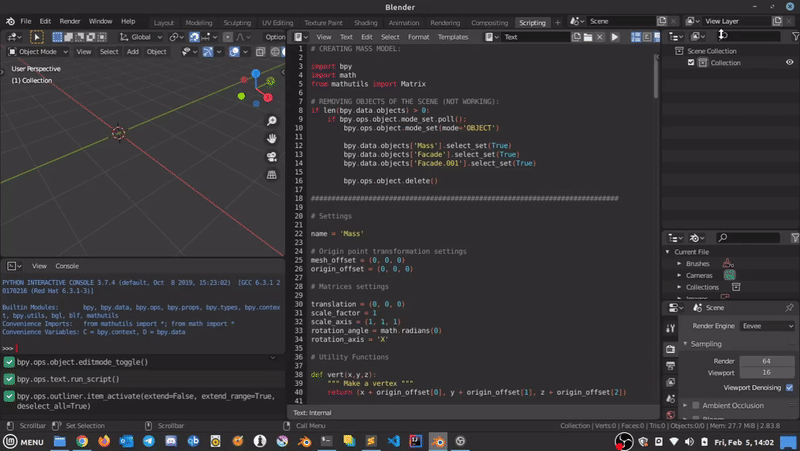 Blender
File Edit Render Window Help
Layout Modeling Sculpting UV Editing Texture Paint Shading Animation Rendering Compositing Scripting
Scene
View Layer
Global
Option
Object Mode View Select Add Object
User Perspective
(1) Collection
View Text Edit Select Format Templates
Text
1 # CREATING MASS MODEL:
2
3 import bpy
4 import math
5 from mathutils import Matrix
6
7 # REMOVING OBJECTS OF THE SCENE (NOT WORKING):
8 if len(bpy.data.objects) > 0:
9 if bpy.ops.object.mode_set.poll():
10 bpy.ops.object.mode_set(mode='OBJECT')
11
12 bpy.data.objects['Mass'].select_set(True)
13 bpy.data.objects['Facade'].select_set(True)
14 bpy.data.objects['Facade.001'].select_set(True)
15
16 bpy.ops.object.delete()
17
18 ################################################################################
19
20 # Settings
21
22 name = 'Mass'
23
24 # Origin point transformation settings
25 mesh_offset = (0, 0, 0)
26 origin_offset = (0, 0, 0)
27
28 # Matrices settings
29
30 translation = (0, 0, 0)
31 scale_factor = 1
32 scale_axis = (1, 1, 1)
33 rotation_angle = math.radians(0)
34 rotation_axis = 'X'
35
36 # Utility Functions
37
38 def vert(x,y,z):
39 """ Make a vertex """
40 return (x + origin_offset[0], y + origin_offset[1], z + origin_offset[2])
41
Text: Internal
View Console
PYTHON INTERACTIVE CONSOLE 3.7.4 (default, Oct 8 2019, 15:23:02) [GCC 6.3.1 2
0170216 (Red Hat 6.3.1-3)]
Builtin Modules: bpy, bpy.data, bpy.ops, bpy.props, bpy.types, bpy.contex
t, bpy.utils, bgl, blf, mathutils
Convenience Imports: from mathutils import *; from math import *
Convenience Variables: C = bpy.context, D = bpy.data
>>>
bpy.ops.object.editmode_toggle()
bpy.ops.text.run_script()
bpy.ops.outliner.item_activate(extend=False, extend_range=True,
deselect_all=True)
Scene Collection
Collection
Current File
Brushes
Cameras
Collections
Scene
Render Engine Eevee
Sampling
Render 64
Viewport 16
Viewport Denoising
Ambient Occlusion
Scrollbar Set Selection Scrollbar Call Menu
Collection | Verts:0 | Faces:0 | Tris:0 | Objects:0/0 | Mem: 27.7 MiB | 2.83.8
MENU
Fri, Feb 5, 14:02